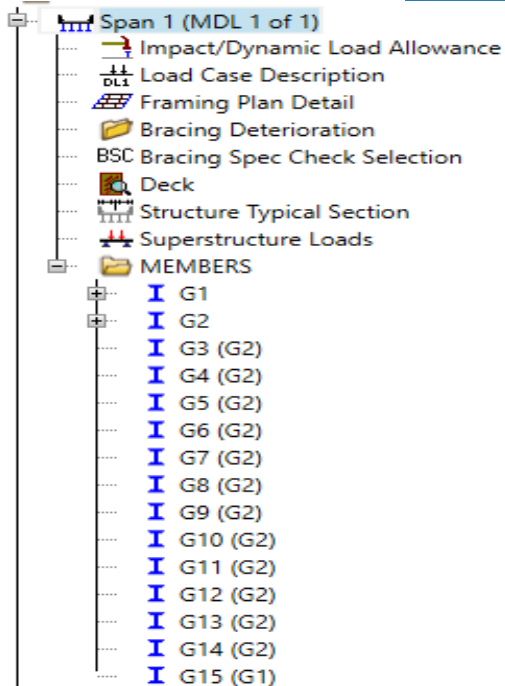 Span 1 (MDL 1 of 1)
Impact/Dynamic Load Allowance
DL1 Load Case Description
Framing Plan Detail
Bracing Deterioration
BSC Bracing Spec Check Selection
Deck
Structure Typical Section
Superstructure Loads
MEMBERS
G1
G2
G3 (G2)
G4 (G2)
G5 (G2)
G6 (G2)
G7 (G2)
G8 (G2)
G9 (G2)
G10 (G2)
G11 (G2)
G12 (G2)
G13 (G2)
G14 (G2)
G15 (G1)